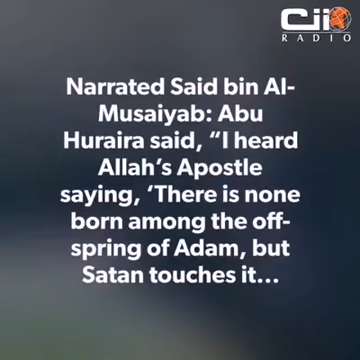 Cii
RADIO
Narrated Said bin Al-
Musaiyab: Abu
Huraira said, “I heard
Allah’s Apostle
saying, ‘There is none
born among the off-
spring of Adam, but
Satan touches it...